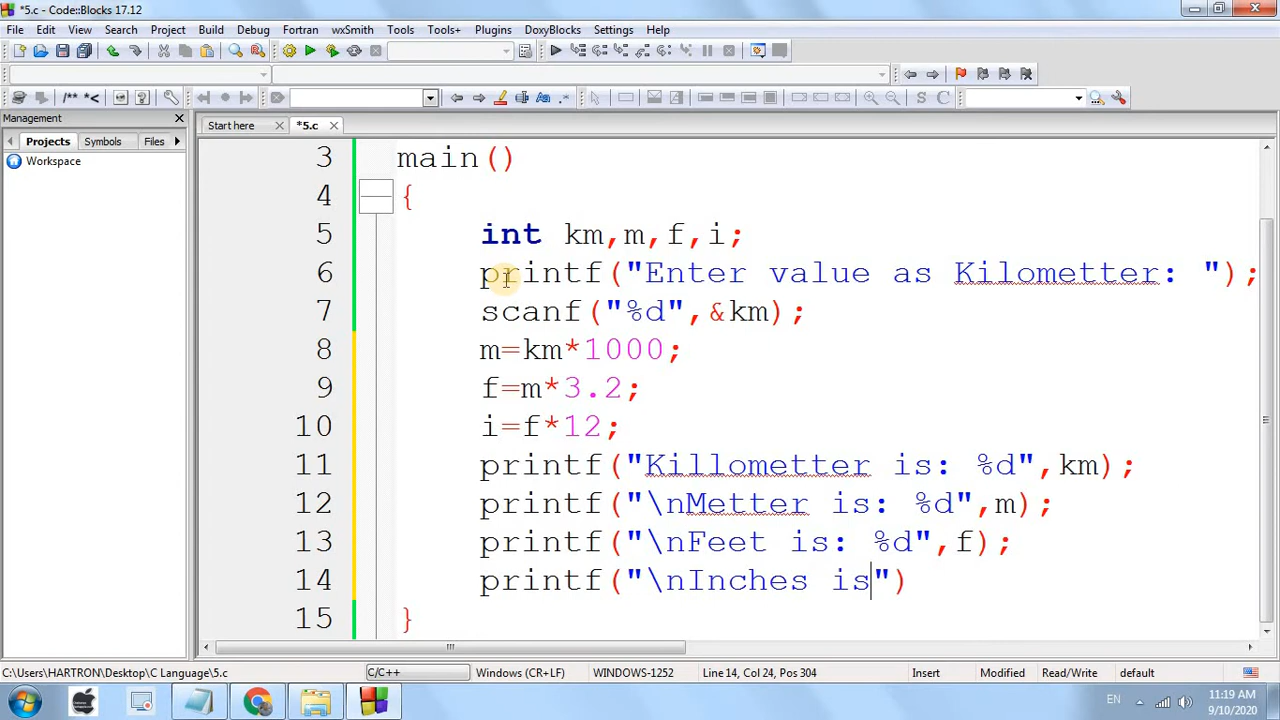 *5.c - Code::Blocks 17.12
File Edit View Search Project Build Debug Fortran wxSmith Tools Tools+ Plugins DoxyBlocks Settings Help
/** *<
Management
Start here
*5.c
Projects Symbols Files
Workspace
3 main()
4 {
5 int km,m,f,i;
6 printf("Enter value as Kilometter: ");
7 scanf("%d",&km);
8 m=km*1000;
9 f=m*3.2;
10 i=f*12;
11 printf("Killometter is: %d",km);
12 printf("\nMetter is: %d",m);
13 printf("\nFeet is: %d",f);
14 printf("\nInches is")
15 }
C:\Users\HARTRON\Desktop\C Language\5.c C/C++ Windows (CR+LF) WINDOWS-1252 Line 14, Col 24, Pos 304 Insert Modified Read/Write default
EN
11:19 AM
9/10/2020